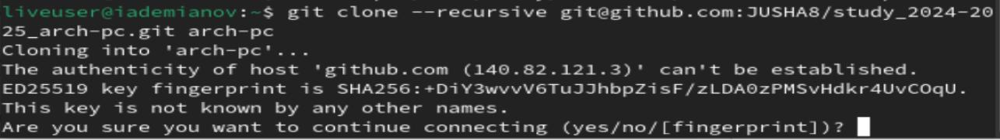 liveuser@iademianov:~$ git clone --recursive git@github.com:JUSHA8/study_2024-20
25_arch-pc.git arch-pc
Cloning into 'arch-pc'...
The authenticity of host 'github.com (140.82.121.3)' can't be established.
ED25519 key fingerprint is SHA256:+DiY3wvvV6TuJJhbpZisF/zLDA0zPMSvHdkr4UvCOqU.
This key is not known by any other names.
Are you sure you want to continue connecting (yes/no/[fingerprint])?